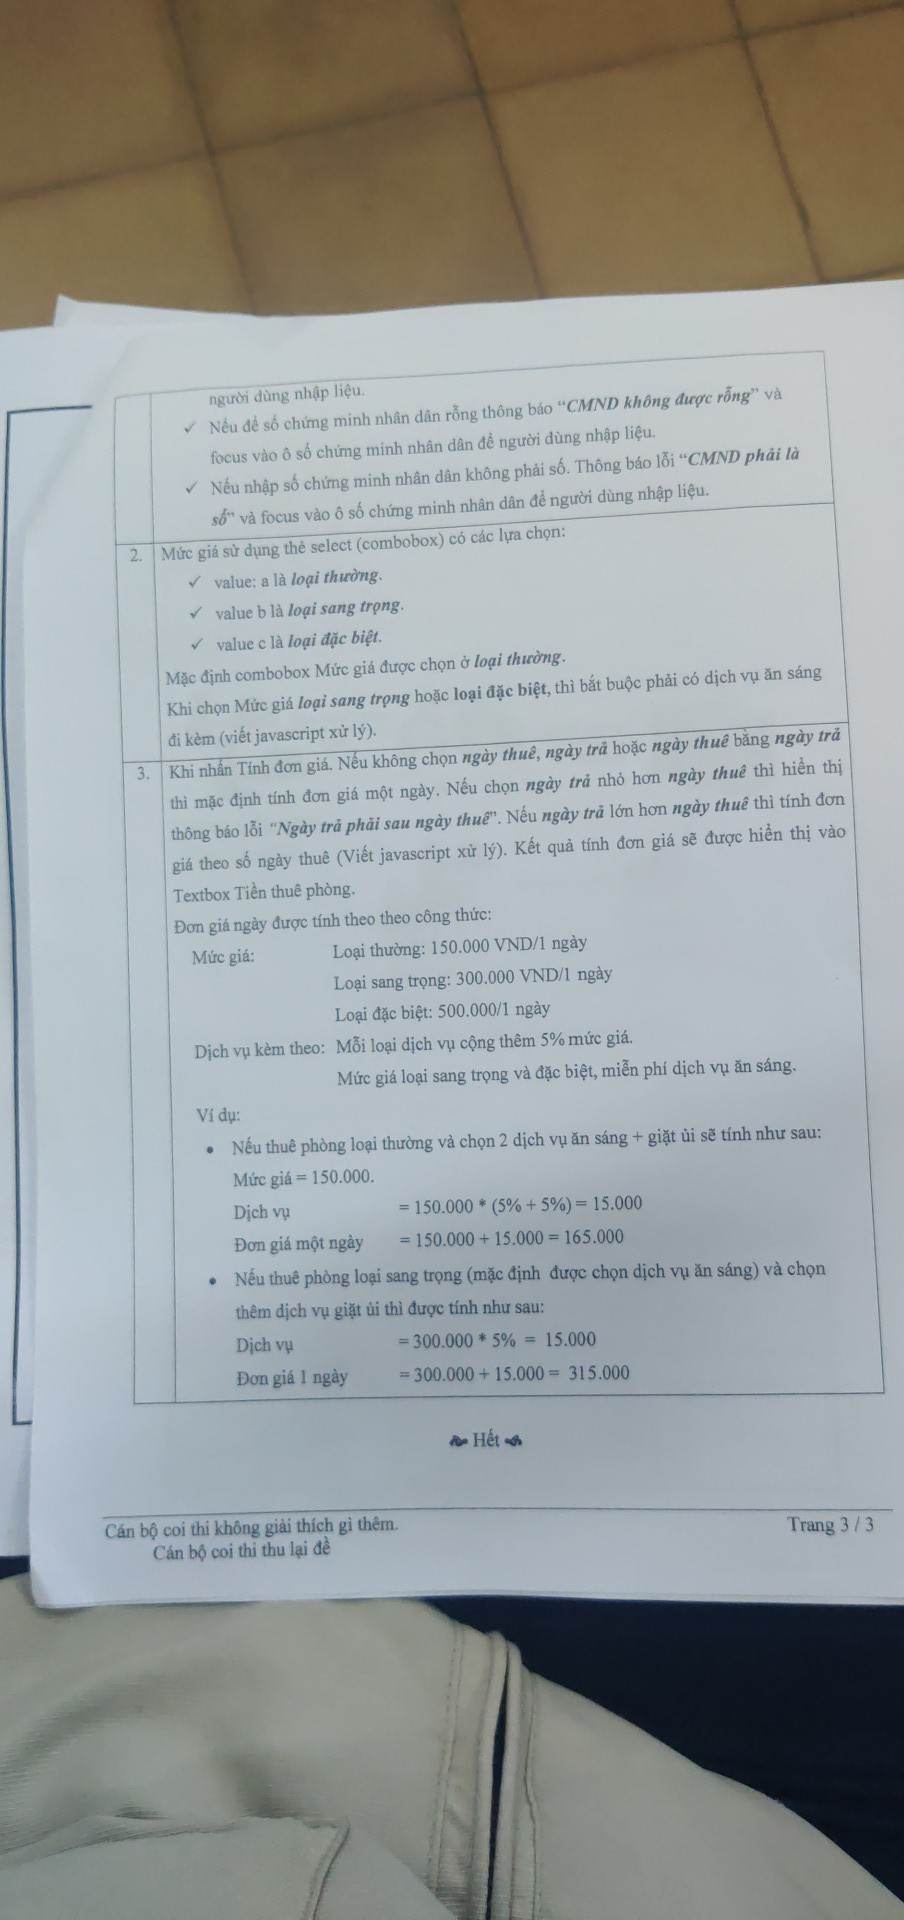 người dùng nhập liệu.
✓ Nếu để số chứng minh nhân dân rỗng thông báo “CMND không được rỗng” và
focus vào ô số chứng minh nhân dân để người dùng nhập liệu.
✓ Nếu nhập số chứng minh nhân dân không phải số. Thông báo lỗi “CMND phải là
số” và focus vào ô số chứng minh nhân dân để người dùng nhập liệu.
2. Mức giá sử dụng thẻ select (combobox) có các lựa chọn:
✓ value: a là loại thường.
✓ value b là loại sang trọng.
✓ value c là loại đặc biệt.
Mặc định combobox Mức giá được chọn ở loại thường.
Khi chọn Mức giá loại sang trọng hoặc loại đặc biệt, thì bắt buộc phải có dịch vụ ăn sáng
đi kèm (viết javascript xử lý).
3. Khi nhấn Tính đơn giá. Nếu không chọn ngày thuê, ngày trả hoặc ngày thuê bằng ngày trả
thì mặc định tính đơn giá một ngày. Nếu chọn ngày trả nhỏ hơn ngày thuê thì hiển thị
thông báo lỗi “Ngày trả phải sau ngày thuê”. Nếu ngày trả lớn hơn ngày thuê thì tính đơn
giá theo số ngày thuê (Viết javascript xử lý). Kết quả tính đơn giá sẽ được hiển thị vào
Textbox Tiền thuê phòng.
Đơn giá ngày được tính theo theo công thức:
Mức giá: Loại thường: 150.000 VND/1 ngày
Loại sang trọng: 300.000 VND/1 ngày
Loại đặc biệt: 500.000/1 ngày
Dịch vụ kèm theo: Mỗi loại dịch vụ cộng thêm 5% mức giá.
Mức giá loại sang trọng và đặc biệt, miễn phí dịch vụ ăn sáng.
Ví dụ:
• Nếu thuê phòng loại thường và chọn 2 dịch vụ ăn sáng + giặt ủi sẽ tính như sau:
Mức giá = 150.000.
Dịch vụ = 150.000 * (5% + 5%) = 15.000
Đơn giá một ngày = 150.000 + 15.000 = 165.000
• Nếu thuê phòng loại sang trọng (mặc định được chọn dịch vụ ăn sáng) và chọn
thêm dịch vụ giặt ủi thì được tính như sau:
Dịch vụ = 300.000 * 5% = 15.000
Đơn giá 1 ngày = 300.000 + 15.000 = 315.000
Hết
Cán bộ coi thi không giải thích gì thêm. Trang 3 / 3
Cán bộ coi thi thu lại đề